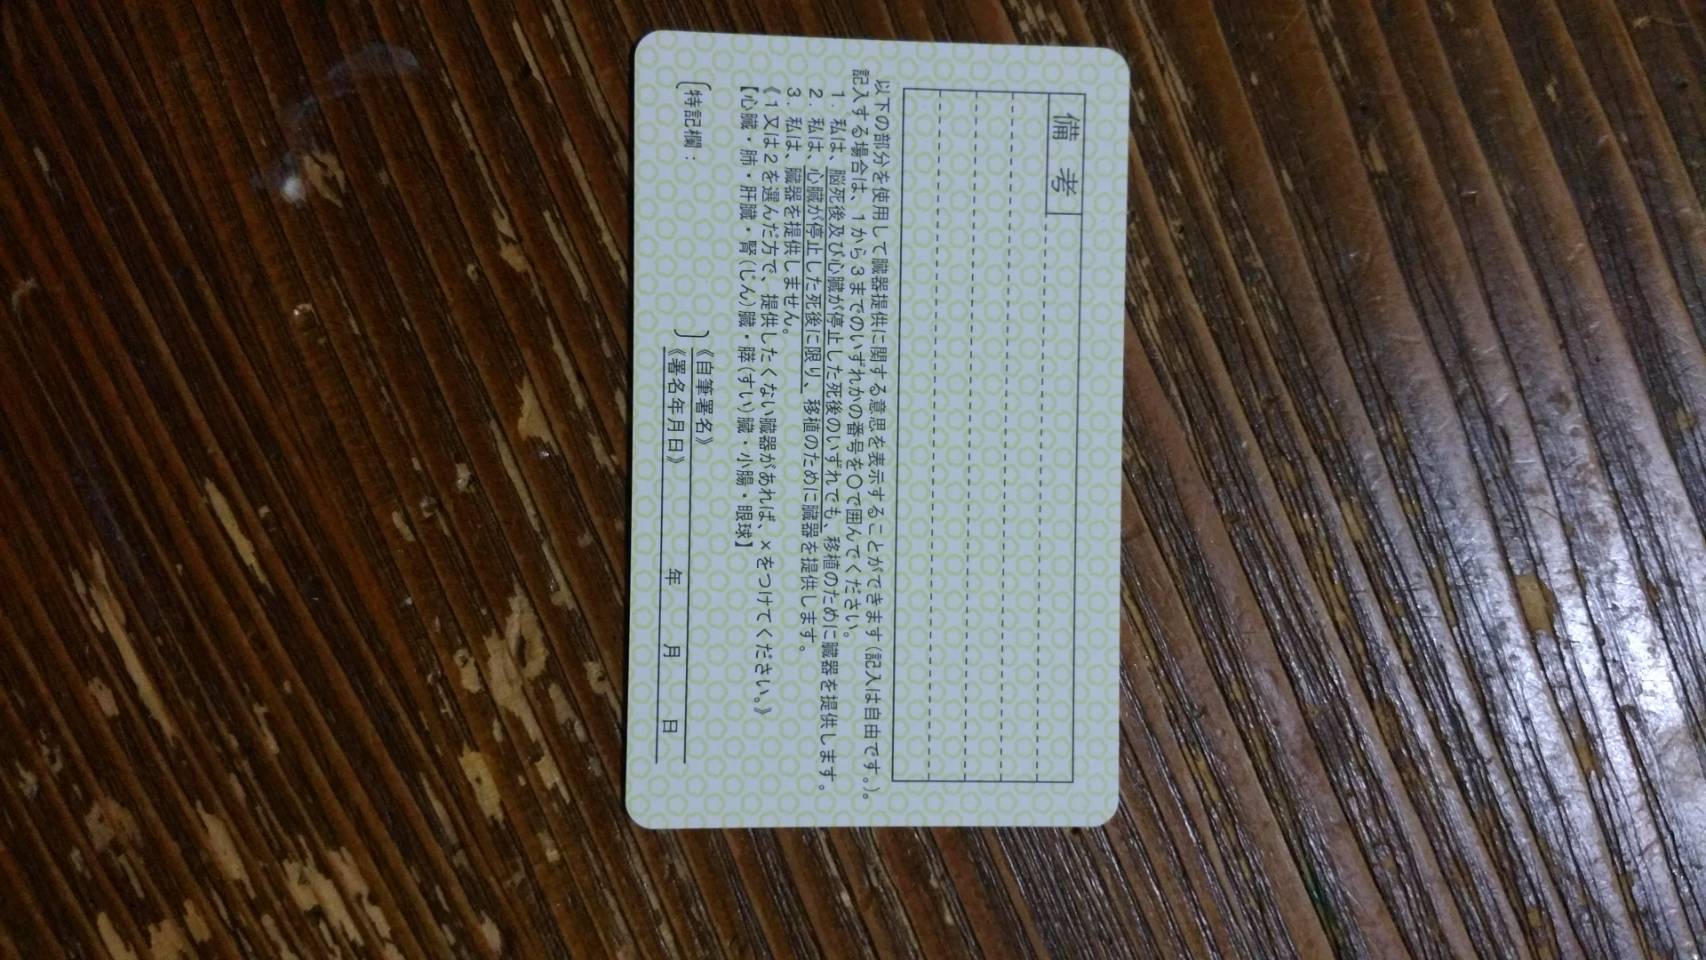 備考
以下の部分を使用して臓器提供に関する意思を表示することができます(記入は自由です。)。
記入する場合は、1から3までのいずれかの番号を〇で囲んでください。
1. 私は、脳死後及び心臓が停止した死後のいずれでも、移植のために臓器を提供します。
2. 私は、心臓が停止した死後に限り、移植のために臓器を提供します。
3. 私は、臓器を提供しません。
《1又は2を選んだ方で、提供したくない臓器があれば、×をつけてください。》
【心臓・肺・肝臓・腎(じん)臓・膵(すい)臓・小腸・眼球】
〔特記欄: 〕《自筆署名》
《署名年月日》 年 月 日